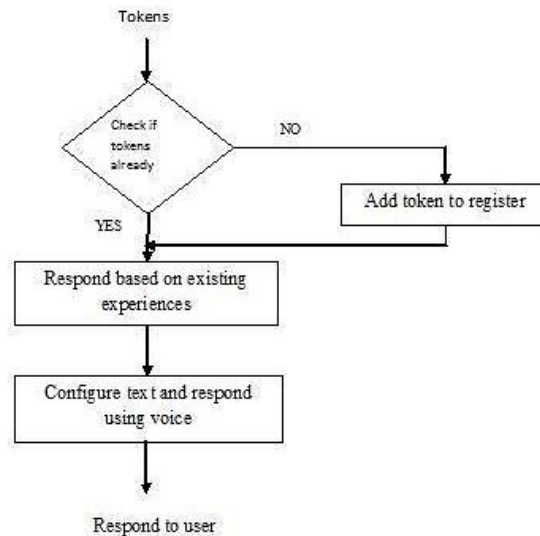 Tokens
Check if
tokens
already
NO
Add token to register
YES
Respond based on existing
experiences
Configure text and respond
using voice
Respond to user